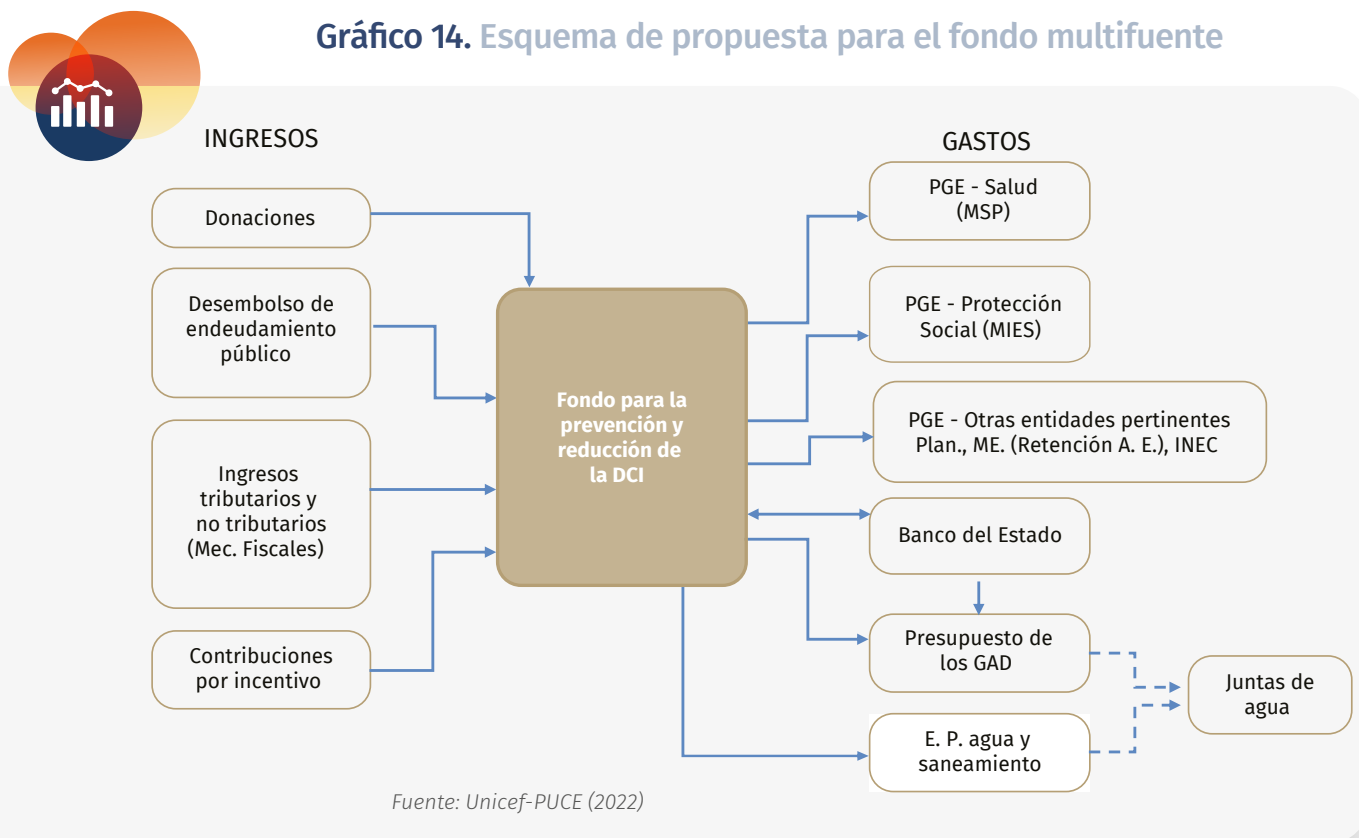 Gráfico 14. Esquema de propuesta para el fondo multifuente
INGRESOS
Donaciones
Desembolso de
endeudamiento
público
Ingresos
tributarios y
no tributarios
(Mec. Fiscales)
Contribuciones
por incentivo
Fondo para la
prevención y
reducción de
la DCI
GASTOS
PGE - Salud
(MSP)
PGE - Protección
Social (MIES)
PGE - Otras entidades pertinentes
Plan., ME. (Retención A. E.), INEC
Banco del Estado
Presupuesto de
los GAD
E. P. agua y
saneamiento
Juntas de
agua
Fuente: Unicef-PUCE (2022)